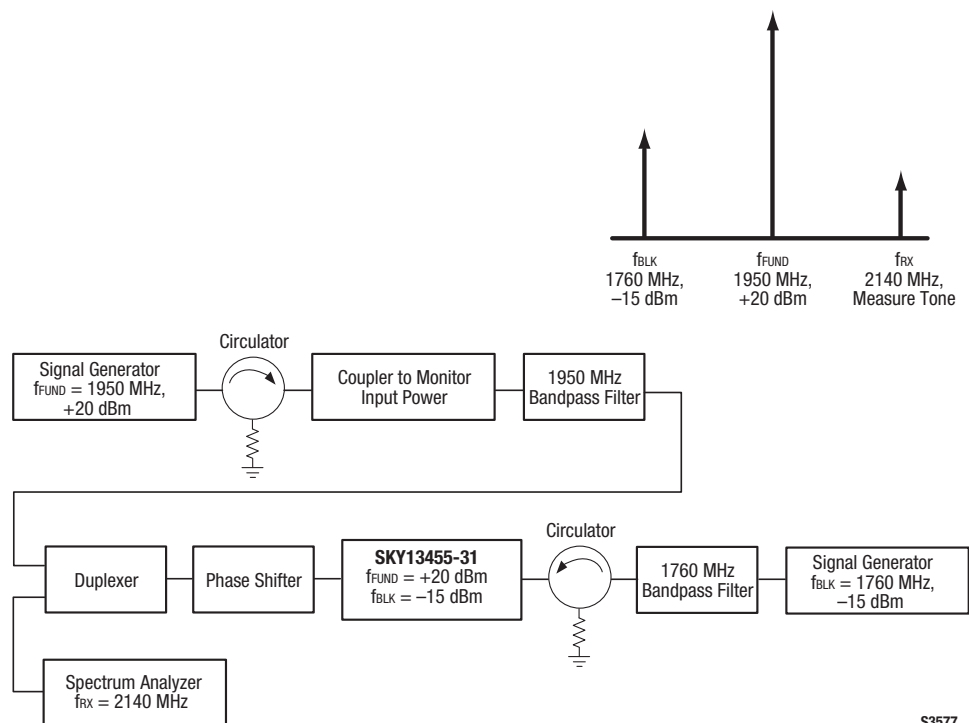 fBLK
1760 MHz,
–15 dBm
fFUND
1950 MHz,
+20 dBm
fRX
2140 MHz,
Measure Tone
Signal Generator
fFUND = 1950 MHz,
+20 dBm
Circulator
Coupler to Monitor
Input Power
1950 MHz
Bandpass Filter
Duplexer
Phase Shifter
SKY13455-31
fFUND = +20 dBm
fBLK = –15 dBm
Circulator
1760 MHz
Bandpass Filter
Signal Generator
fBLK = 1760 MHz,
–15 dBm
Spectrum Analyzer
fRX = 2140 MHz
S3577